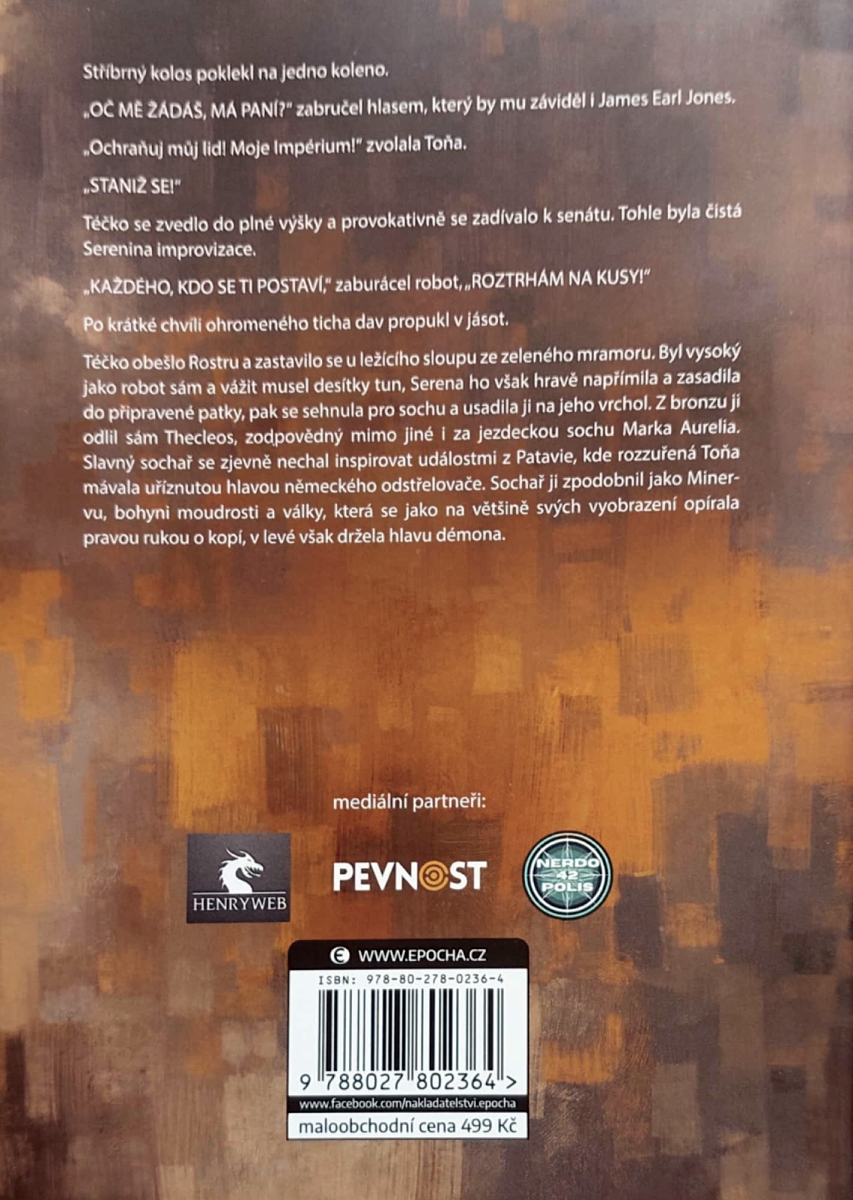 Stříbrný kolos poklekl na jedno koleno.
„OČ MĚ ŽÁDÁŠ, MÁ PANÍ?“ zabručel hlasem, který by mu záviděl i James Earl Jones.
„Ochraňuj můj lid! Moje Impérium!“ zvolala Toňa.
„STANIŽ SE!“
Téčko se zvedlo do plné výšky a provokativně se zadívalo k senátu. Tohle byla čistá
Serenina improvizace.
„KAŽDÉHO, KDO SE TI POSTAVÍ,“ zaburácel robot, „ROZTRHÁM NA KUSY!“
Po krátké chvíli ohromeného ticha dav propukl v jásot.
Téčko obešlo Rostru a zastavilo se u ležícího sloupu ze zeleného mramoru. Byl vysoký
jako robot sám a vážit musel desítky tun, Serena ho však hravě napřímila a zasadila
do připravené patky, pak se sehnula pro sochu a usadila ji na jeho vrchol. Z bronzu ji
odlil sám Thecleos, zodpovědný mimo jiné i za jezdeckou sochu Marka Aurelia.
Slavný sochař se zjevně nechal inspirovat událostmi z Patavie, kde rozzuřená Toňa
mávala uříznutou hlavou německého odstřelovače. Sochař ji zpodobnil jako Miner-
vu, bohyni moudrosti a války, která se jako na většině svých vyobrazení opírala
pravou rukou o kopí, v levé však držela hlavu démona.
mediální partneři:
HENRYWEB
PEVNOST
NERDO
42
POLIS
E WWW.EPOCHA.CZ
ISBN: 978-80-278-0236-4
9 788027 802364 >
www.facebook.com/nakladatelstvi.epocha
maloobchodní cena 499 Kč